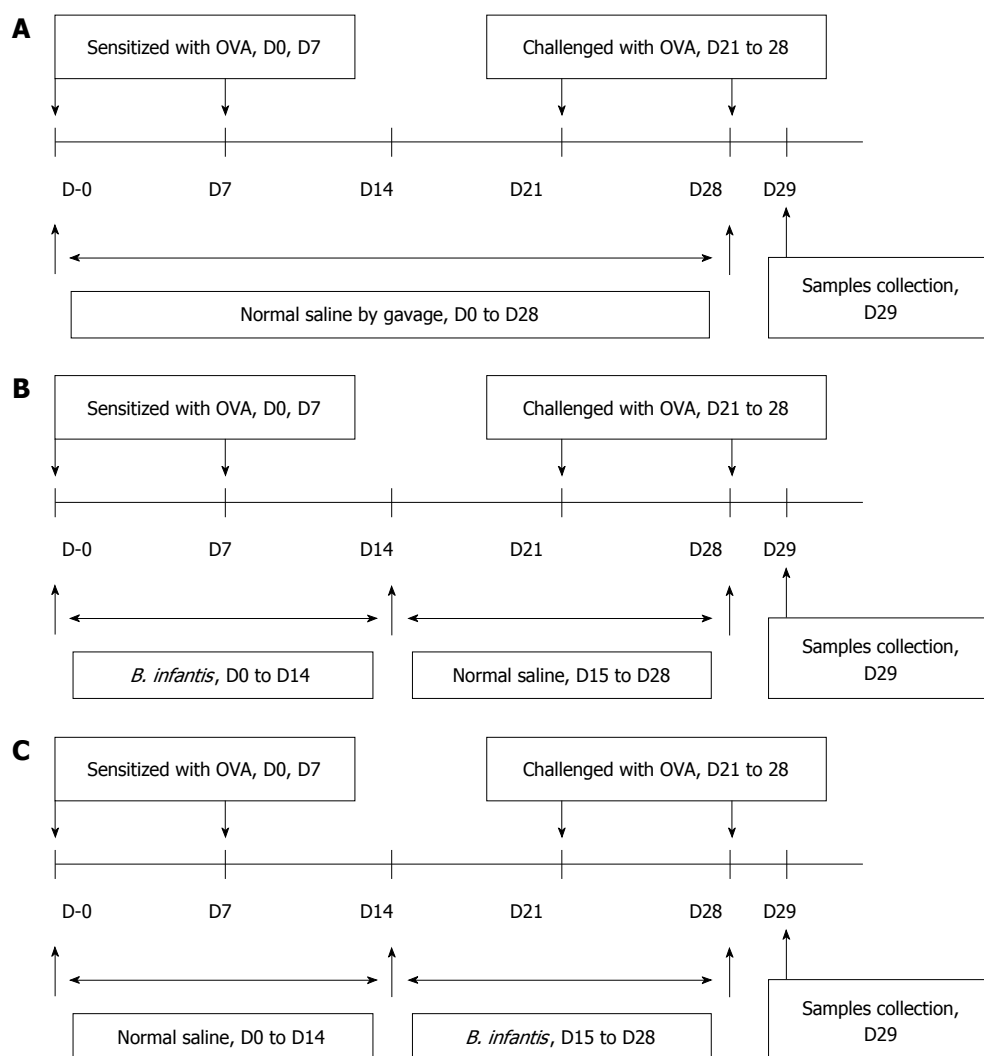 A
Sensitized with OVA, D0, D7
Challenged with OVA, D21 to 28
D-0 D7 D14 D21 D28 D29
Normal saline by gavage, D0 to D28
Samples collection,
D29
B
Sensitized with OVA, D0, D7
Challenged with OVA, D21 to 28
D-0 D7 D14 D21 D28 D29
B. infantis, D0 to D14
Normal saline, D15 to D28
Samples collection,
D29
C
Sensitized with OVA, D0, D7
Challenged with OVA, D21 to 28
D-0 D7 D14 D21 D28 D29
Normal saline, D0 to D14
B. infantis, D15 to D28
Samples collection,
D29